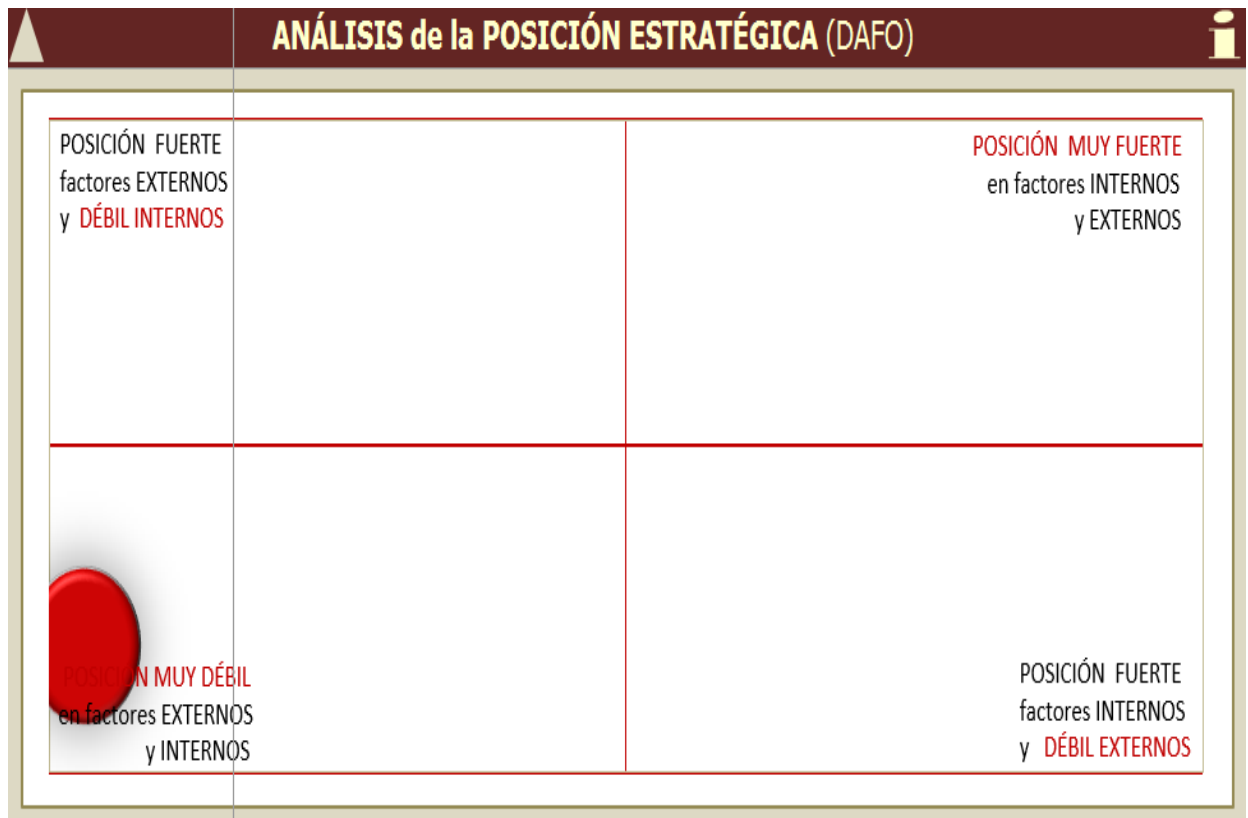 ANÁLISIS de la POSICIÓN ESTRATÉGICA (DAFO)
POSICIÓN FUERTE
factores EXTERNOS
y DÉBIL INTERNOS
POSICIÓN MUY FUERTE
en factores INTERNOS
y EXTERNOS
POSICIÓN MUY DÉBIL
en factores EXTERNOS
y INTERNOS
POSICIÓN FUERTE
factores INTERNOS
y DÉBIL EXTERNOS